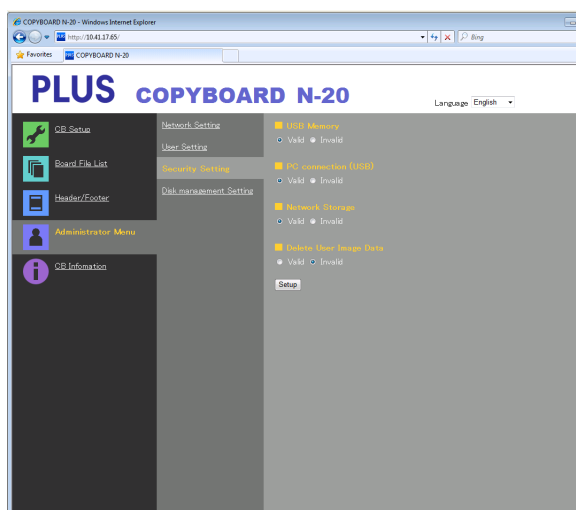 COPYBOARD N-20 - Windows Internet Explorer
PLUS http://10.41.17.65/
Bing
Favorites PLUS COPYBOARD N-20
PLUS COPYBOARD N-20
Language English
CB Setup
Board File List
Header/Footer
Administrator Menu
CB Infomation
Network Setting
User Setting
Security Setting
Disk management Setting
USB Memory
Valid Invalid
PC connection (USB)
Valid Invalid
Network Storage
Valid Invalid
Delete User Image Data
Valid Invalid
Setup